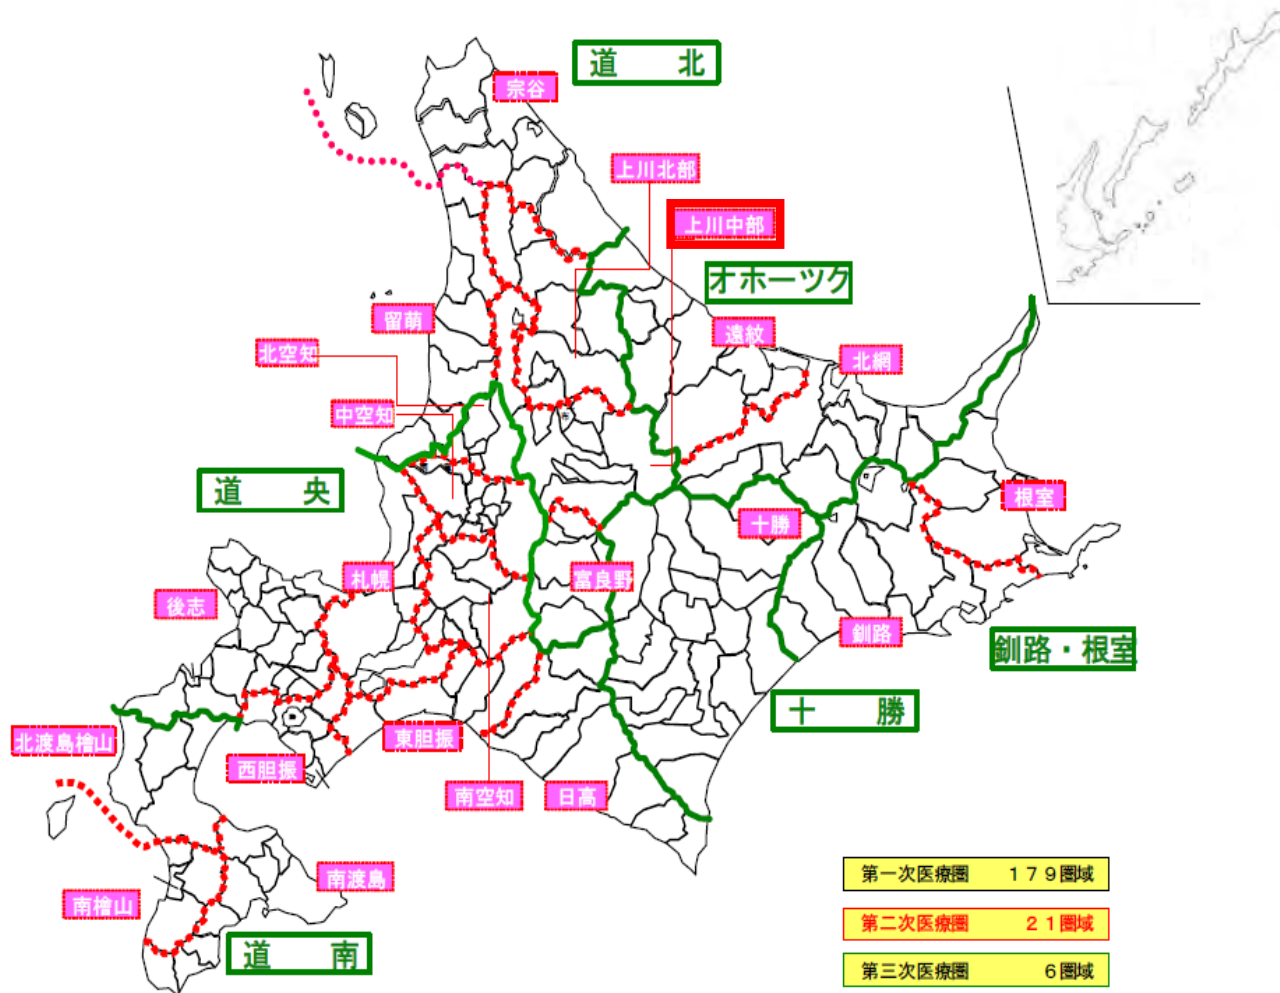 道 北
宗谷
上川北部
上川中部
オホーツク
留萌
遠紋
北空知
北網
中空知
市
道 央
根室
十勝
札幌
富良野
後志
釧路
釧路・根室
十 勝
北渡島檜山
東胆振
西胆振
南空知
日高
南渡島
南檜山
道 南
第一次医療圏 179圏域
第二次医療圏 21圏域
第三次医療圏 6圏域